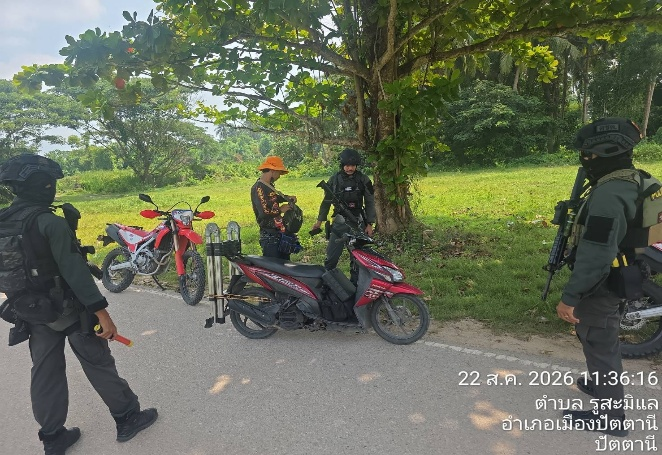 22 ส.ค. 2026 11:36:16
ตำบล รูสะมิแล
อำเภอเมืองปัตตานี
ปัตตานี